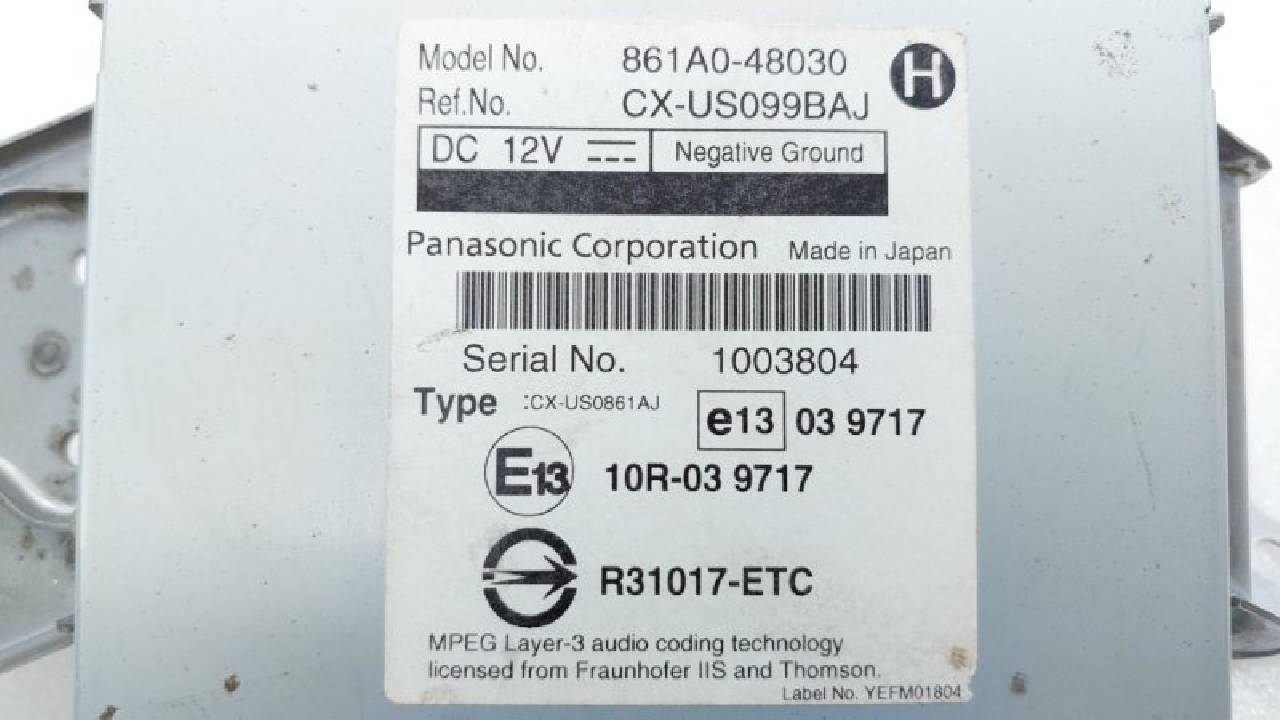 Model No. 861A0-48030 H
Ref.No. CX-US099BAJ
DC 12V Negative Ground
Panasonic Corporation Made in Japan
Serial No. 1003804
Type :CX-US0861AJ e13 03 9717
E13 10R-03 9717
R31017-ETC
MPEG Layer-3 audio coding technology
licensed from Fraunhofer IIS and Thomson.
Label No. YEFM01804